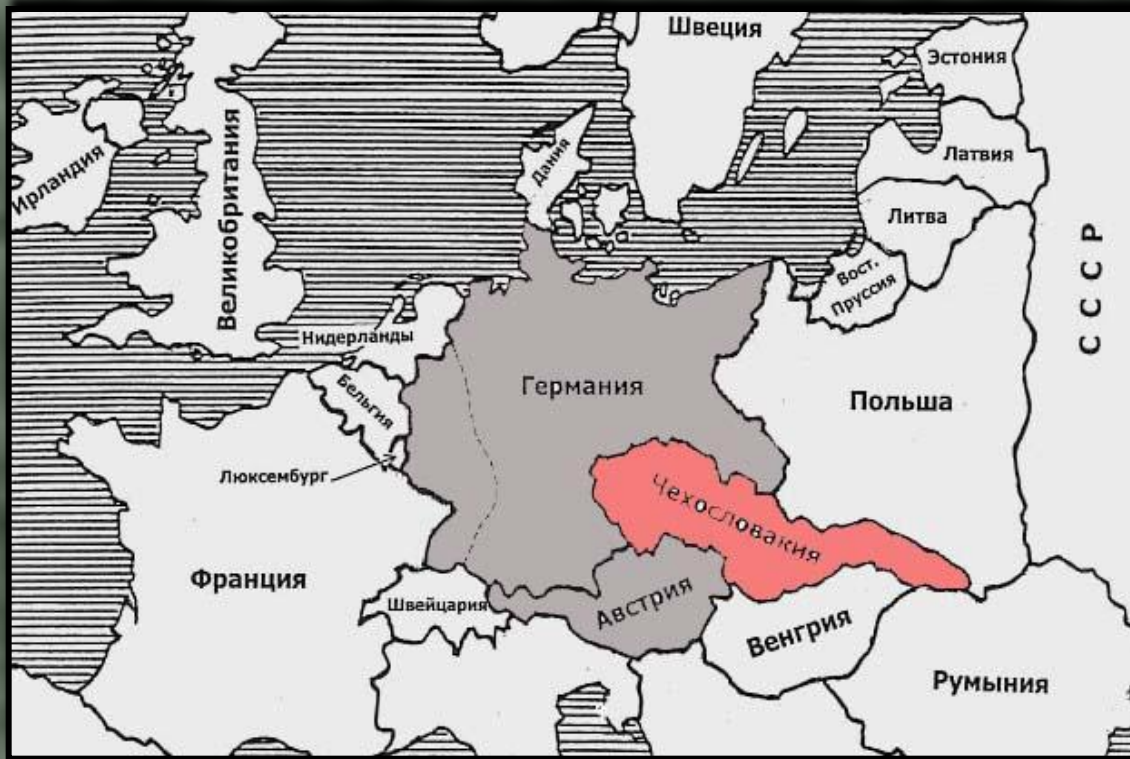 Швеция
Эстония
Латвия
Литва
Вост.
Пруссия
СССР
Ирландия
Великобритания
Дания
Нидерланды
Бельгия
Люксембург
Германия
Польша
Чехословакия
Франция
Швейцария
Австрия
Венгрия
Румыния